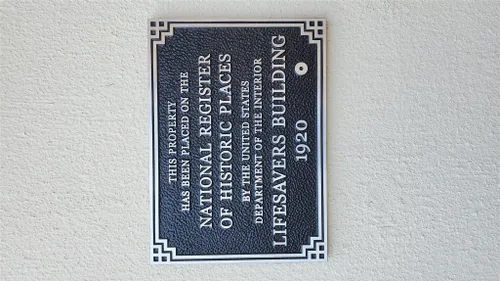 THIS PROPERTY
HAS BEEN PLACED ON THE
NATIONAL REGISTER
OF HISTORIC PLACES
BY THE UNITED STATES
DEPARTMENT OF THE INTERIOR
LIFESAVERS BUILDING
1920